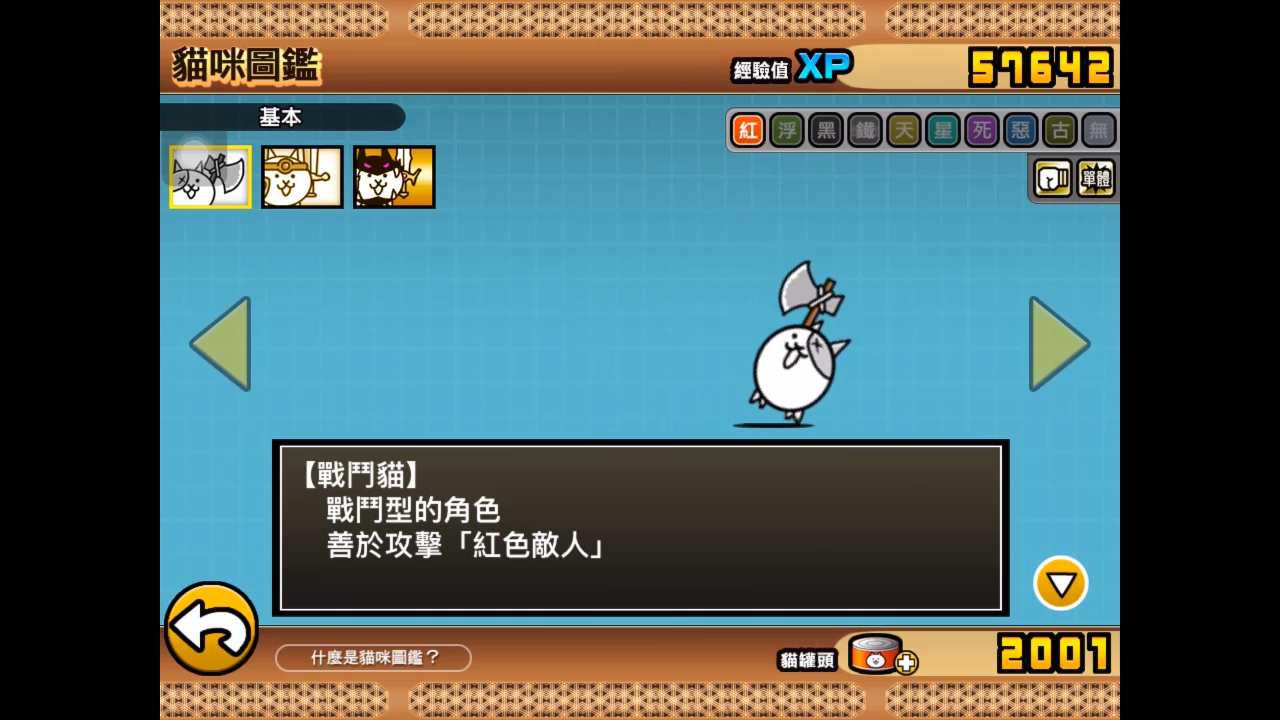 貓咪圖鑑
經驗值 XP 57642
基本
紅 浮 黑 鐵 天 星 死 惡 古 無
單體
【戰鬥貓】
戰鬥型的角色
善於攻擊「紅色敵人」
什麼是貓咪圖鑑？
貓罐頭 2001